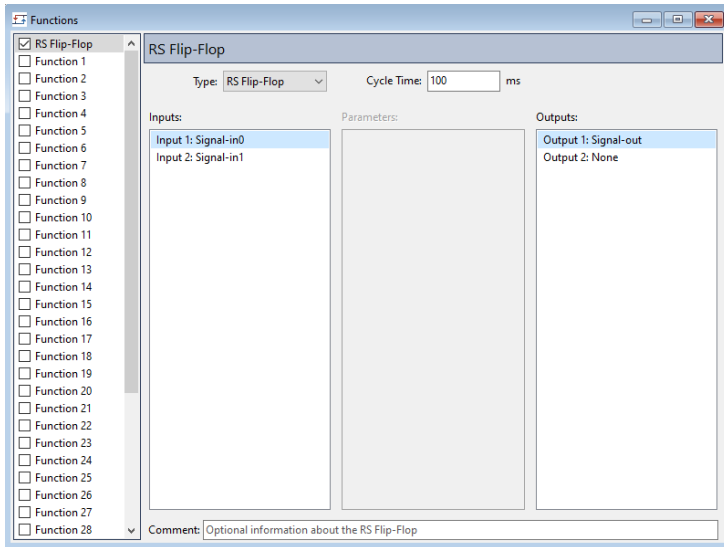 Functions
RS Flip-Flop
Function 1
Function 2
Function 3
Function 4
Function 5
Function 6
Function 7
Function 8
Function 9
Function 10
Function 11
Function 12
Function 13
Function 14
Function 15
Function 16
Function 17
Function 18
Function 19
Function 20
Function 21
Function 22
Function 23
Function 24
Function 25
Function 26
Function 27
Function 28
RS Flip-Flop
Type: RS Flip-Flop Cycle Time: 100 ms
Inputs: Parameters: Outputs:
Input 1: Signal-in0 Output 1: Signal-out
Input 2: Signal-in1 Output 2: None
Comment: Optional information about the RS Flip-Flop